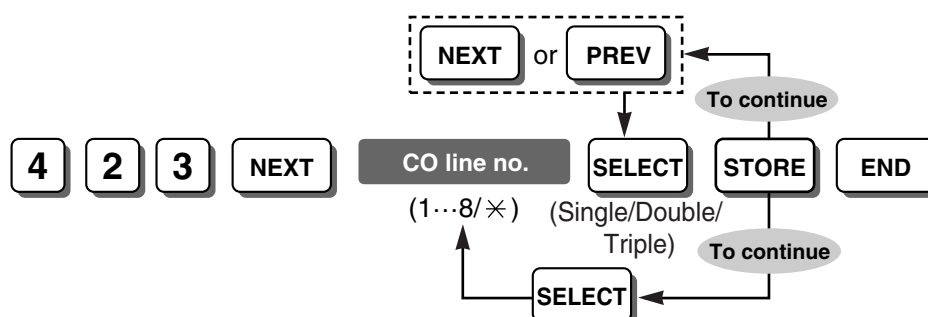 NEXT or PREV
To continue
4 2 3 NEXT CO line no. SELECT STORE END
(1···8/✳) (Single/Double/
Triple)
To continue
SELECT